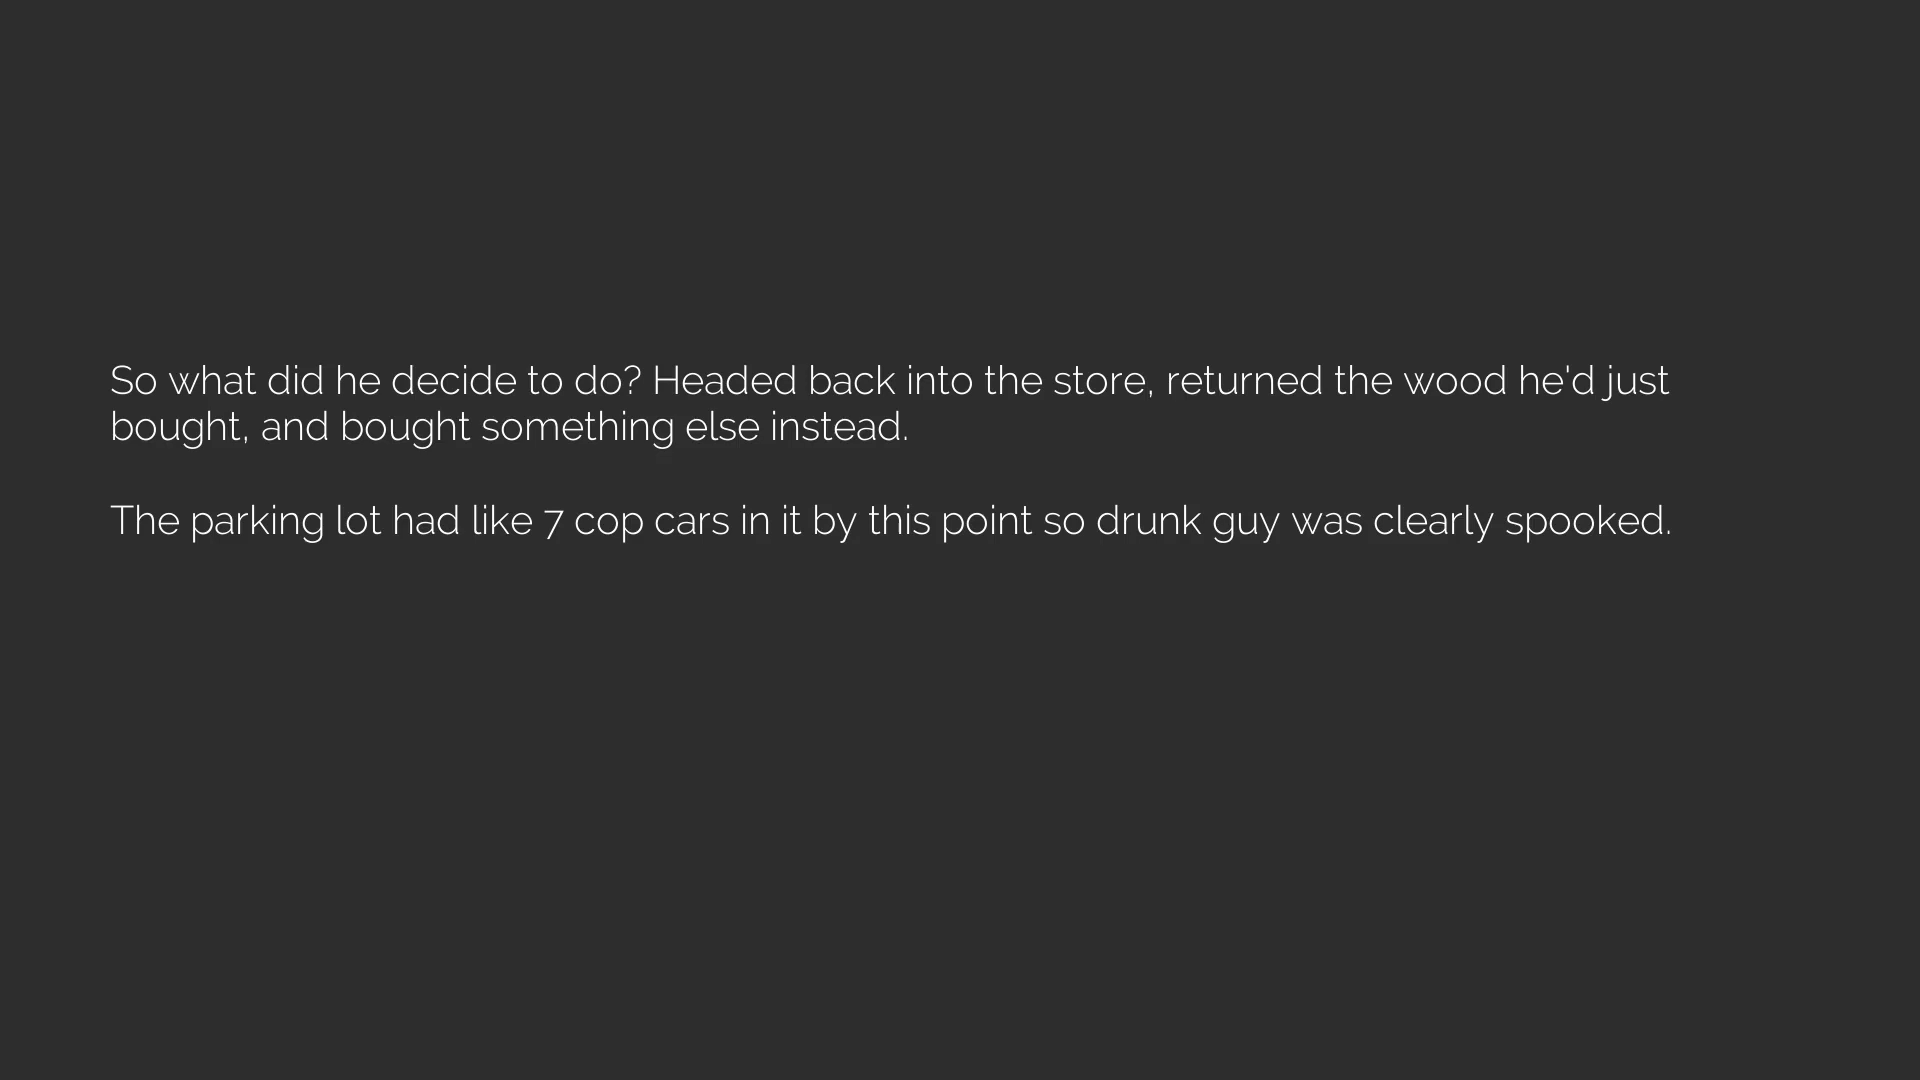 So what did he decide to do? Headed back into the store, returned the wood he'd just
bought, and bought something else instead.
The parking lot had like 7 cop cars in it by this point so drunk guy was clearly spooked.